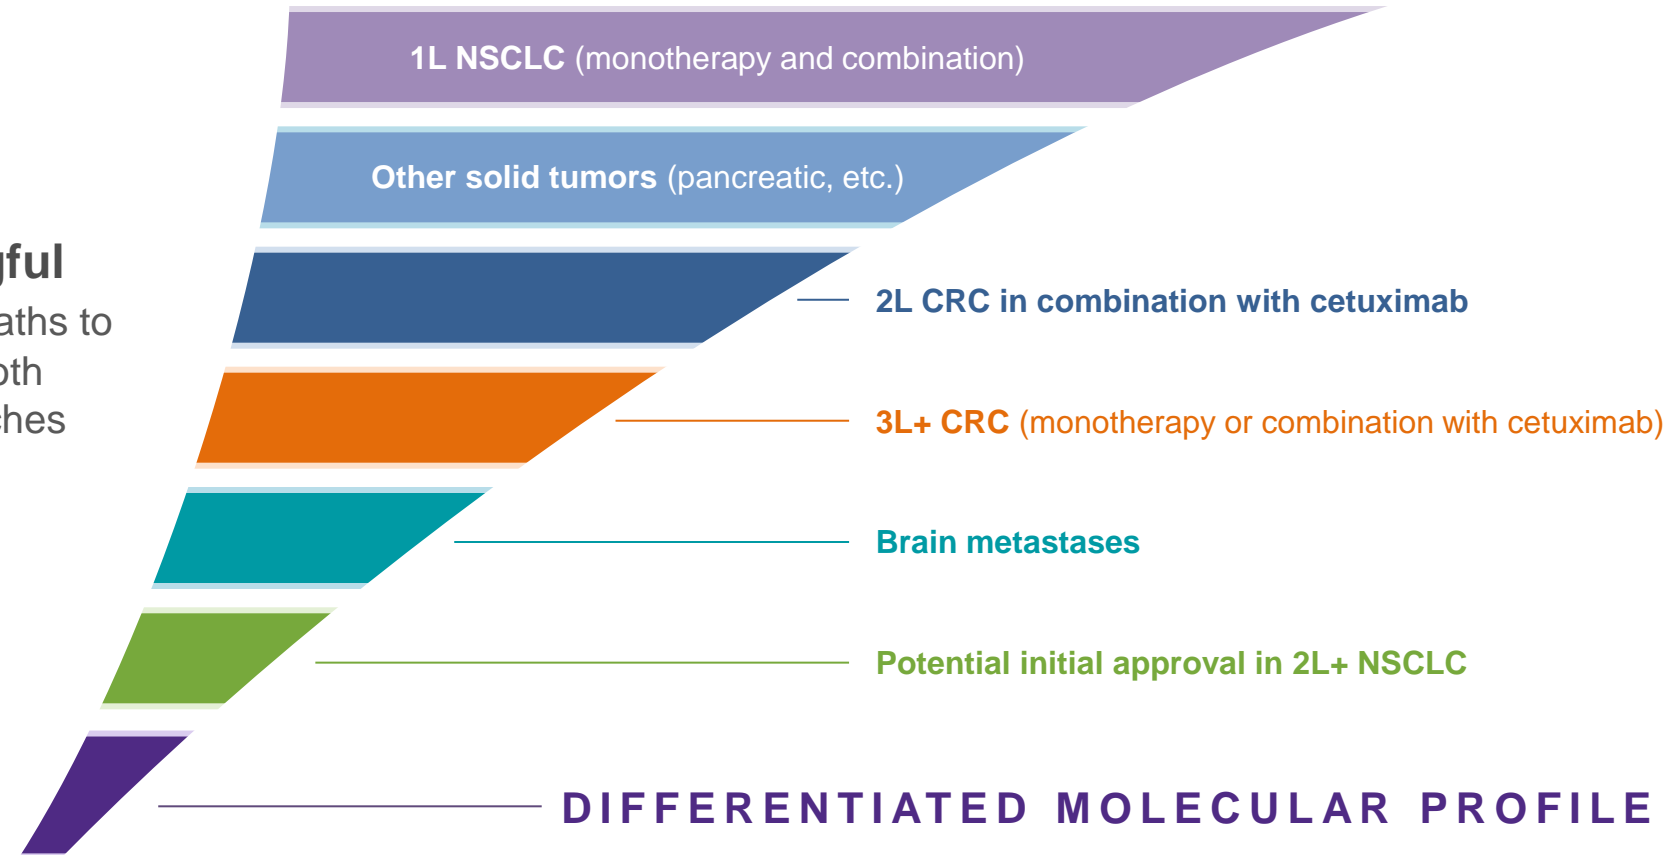 1L NSCLC (monotherapy and combination)
Other solid tumors (pancreatic, etc.)
2L CRC in combination with cetuximab
3L+ CRC (monotherapy or combination with cetuximab)
Brain metastases
Potential initial approval in 2L+ NSCLC
DIFFERENTIATED MOLECULAR PROFILE
to